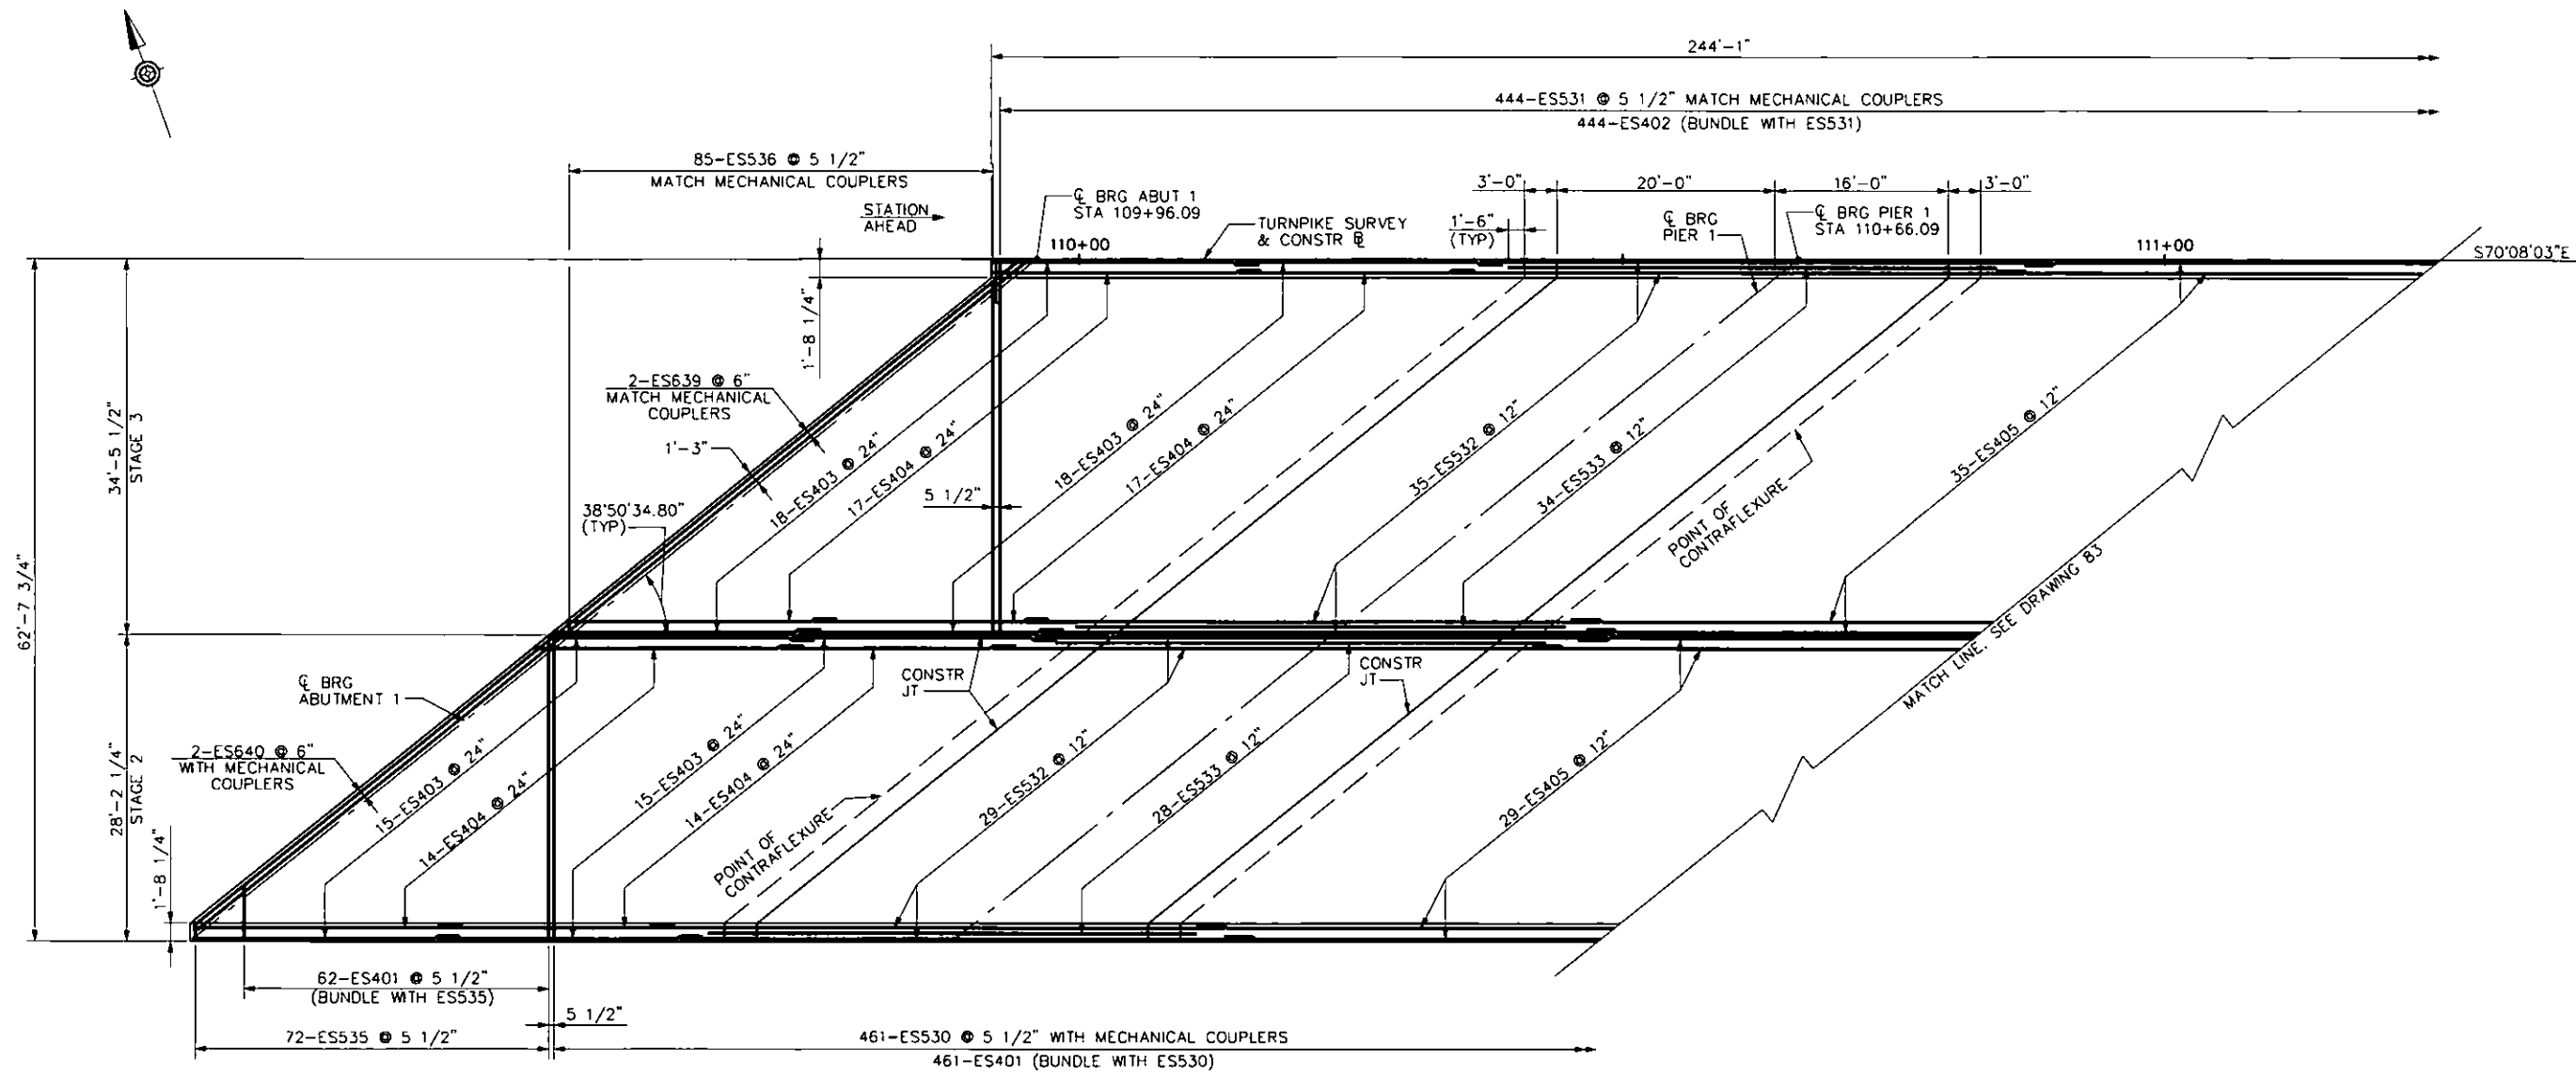 244'-1"
444-ES531 @ 5 1/2" MATCH MECHANICAL COUPLERS
444-ES402 (BUNDLE WITH ES531)
85-ES536 @ 5 1/2"
MATCH MECHANICAL COUPLERS
STATION
AHEAD
℄ BRG ABUT 1
STA 109+96.09
110+00
TURNPIKE SURVEY
& CONSTR ℄
3'-0"
20'-0"
16'-0"
3'-0"
1'-6"
(TYP)
℄ BRG
PIER 1
℄ BRG PIER 1
STA 110+66.09
111+00
S70°08'03"E
1'-8 1/4"
2-ES639 @ 6"
MATCH MECHANICAL
COUPLERS
1'-3"
34'-5 1/2"
STAGE 3
38°50'34.80"
(TYP)
18-ES403 @ 24"
17-ES404 @ 24"
5 1/2"
18-ES403 @ 24"
17-ES404 @ 24"
35-ES532 @ 12"
34-ES533 @ 12"
POINT OF
CONTRAFLEXURE
35-ES405 @ 12"
MATCH LINE, SEE DRAWING 83
62'-7 3/4"
28'-2 1/4"
STAGE 2
℄ BRG
ABUTMENT 1
2-ES640 @ 6"
WITH MECHANICAL
COUPLERS
1'-8 1/4"
15-ES403 @ 24"
14-ES404 @ 24"
15-ES403 @ 24"
14-ES404 @ 24"
CONSTR
JT
CONSTR
JT
POINT OF
CONTRAFLEXURE
29-ES532 @ 12"
28-ES533 @ 12"
29-ES405 @ 12"
62-ES401 @ 5 1/2"
(BUNDLE WITH ES535)
5 1/2"
72-ES535 @ 5 1/2"
461-ES530 @ 5 1/2" WITH MECHANICAL COUPLERS
461-ES401 (BUNDLE WITH ES530)